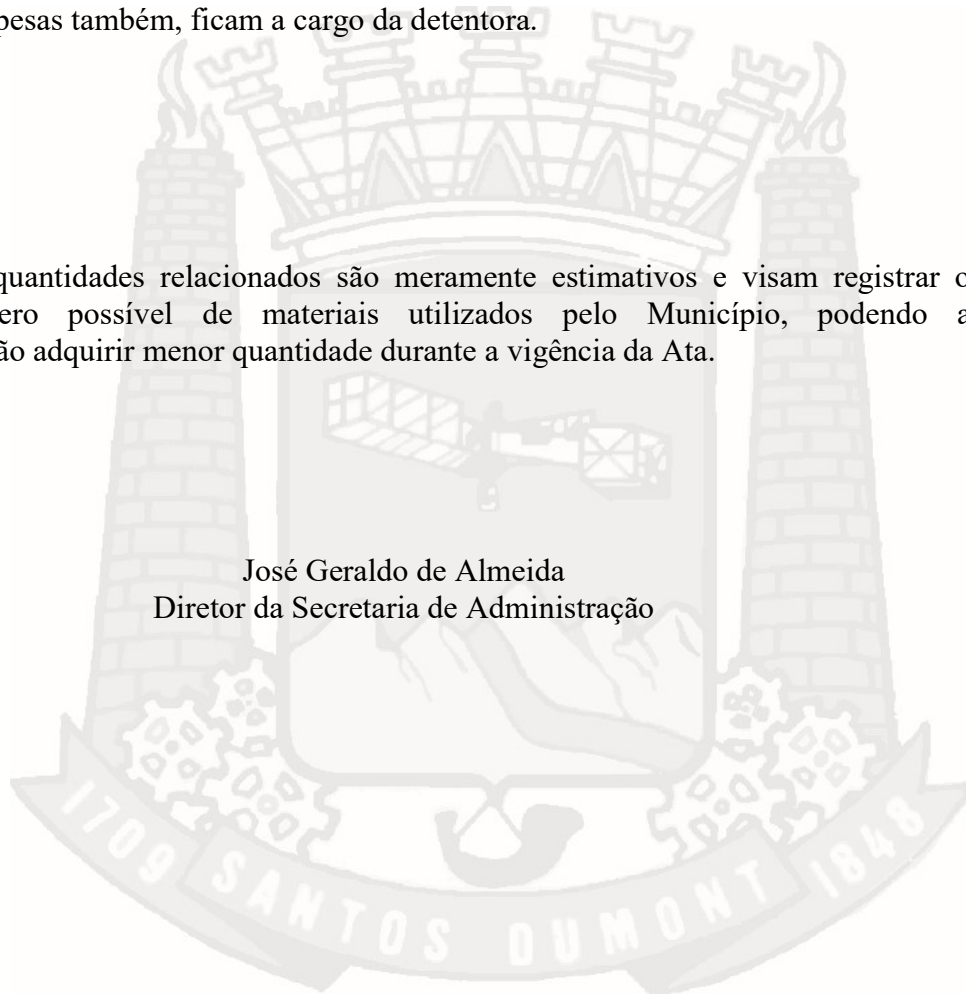 pesas também, ficam a cargo da detentora.
quantidades relacionados são meramente estimativos e visam registrar o
ero possível de materiais utilizados pelo Município, podendo a
ão adquirir menor quantidade durante a vigência da Ata.
José Geraldo de Almeida
Diretor da Secretaria de Administração
1709 SANTOS DUMONT 1848